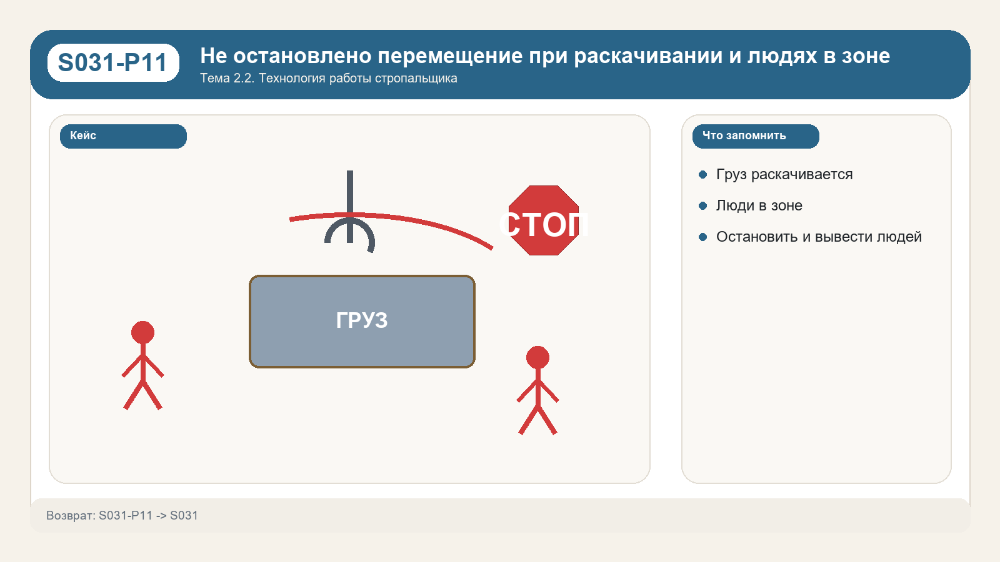 S031-P11
Не остановлено перемещение при раскачивании и людях в зоне
Тема 2.2. Технология работы стропальщика
Кейс
СТОП
ГРУЗ
Что запомнить
Груз раскачивается
Люди в зоне
Остановить и вывести людей
Возврат: S031-P11 -> S031